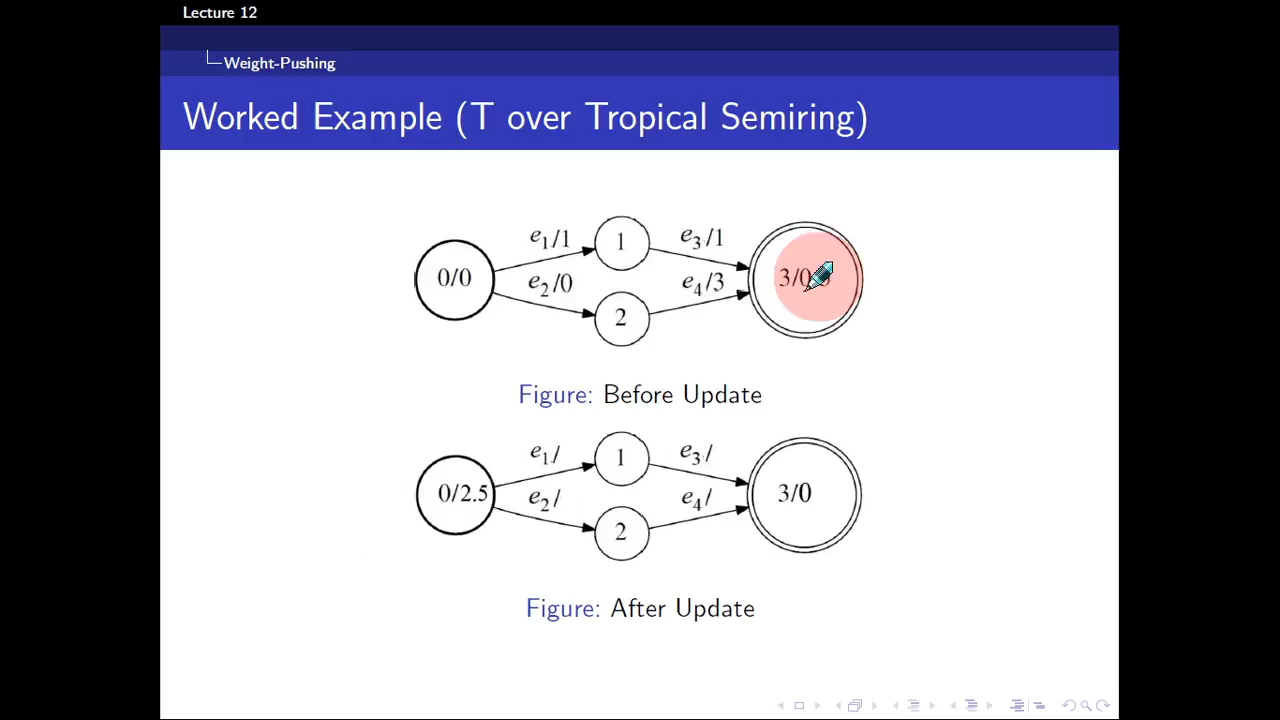 Lecture 12
Weight-Pushing
Worked Example (T over Tropical Semiring)
e1/1
1
e3/1
0/0
e2/0
e4/3
2
Figure: Before Update
e1/
1
e3/
0/2.5
e2/
e4/
3/0
2
Figure: After Update